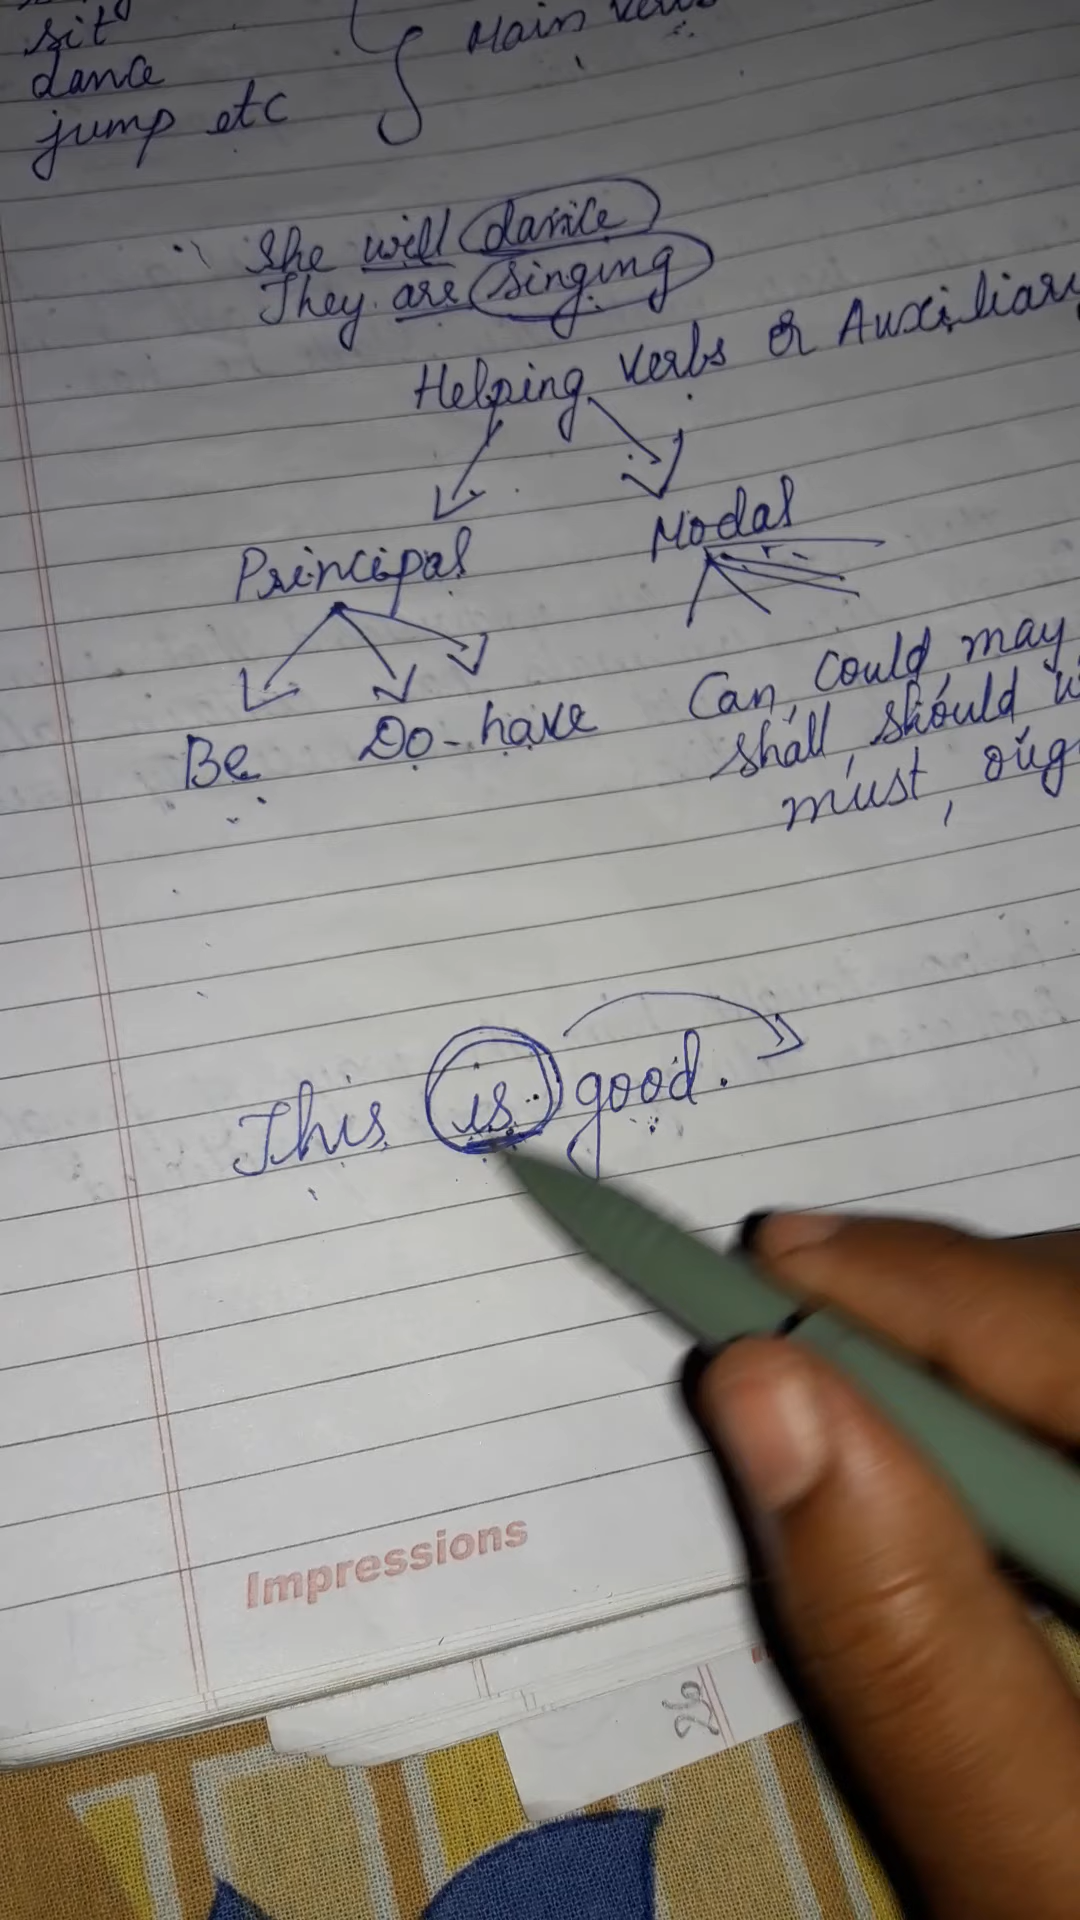 sit
dance
jump etc
Main
She will dance
They are singing
Helping verbs or Auxiliary
Principal
Modal
Be Do - have
Can, could, may,
shall, should
must,
This is good.
Impressions
26